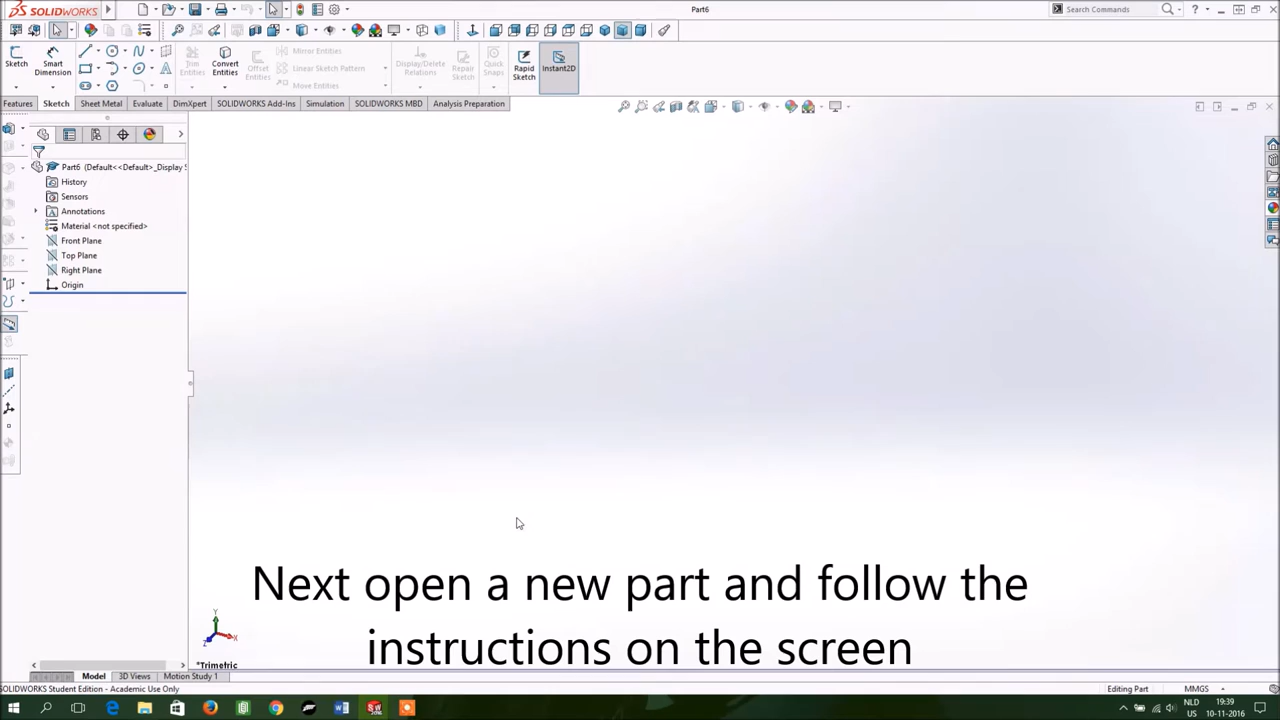 SOLIDWORKS
Part6
Search Commands
Sketch
Smart Dimension
Trim Entities
Convert Entities
Offset Entities
Mirror Entities
Linear Sketch Pattern
Move Entities
Display/Delete Relations
Repair Sketch
Quick Snaps
Rapid Sketch
Instant2D
Features Sketch Sheet Metal Evaluate DimXpert SOLIDWORKS Add-Ins Simulation SOLIDWORKS MBD Analysis Preparation
Part6 (Default<<Default>_Display S
History
Sensors
Annotations
Material <not specified>
Front Plane
Top Plane
Right Plane
Origin
Next open a new part and follow the
instructions on the screen
Y
X
Z
*Trimetric
Model 3D Views Motion Study 1
SOLIDWORKS Student Edition - Academic Use Only
Editing Part
MMGS
NLD 19:39
US 10-11-2016